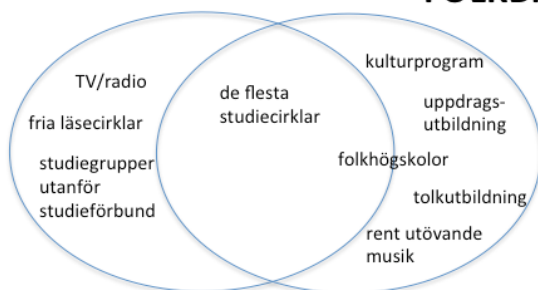 TV/radio
fria läsecirklar
studiegrupper
utanför
studieförbund
de flesta
studiecirklar
kulturprogram
uppdrags-
utbildning
folkhögskolor
tolkutbildning
rent utövande
musik